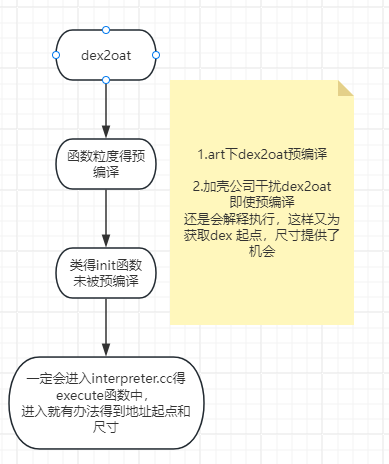 dex2oat
函数粒度得预
编译
类得init函数
未被预编译
一定会进入interpreter.cc得
execute函数中，
进入就有办法得到地址起点和
尺寸
1.art下dex2oat预编译
2.加壳公司干扰dex2oat
即使预编译
还是会解释执行，这样又为
获取dex 起点，尺寸提供了
机会